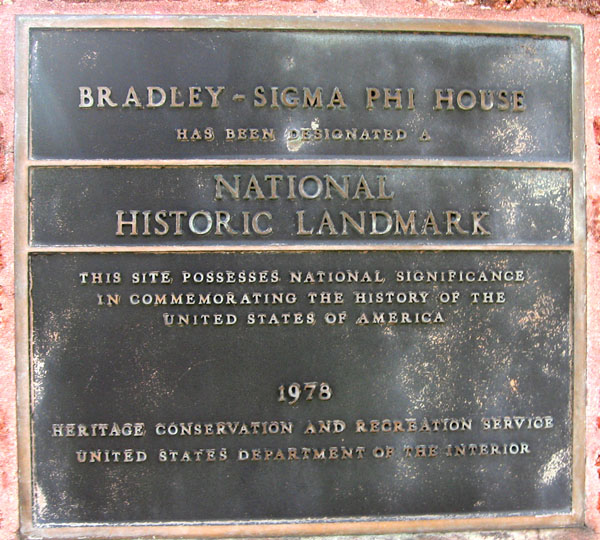 BRADLEY - SIGMA PHI HOUSE
HAS BEEN DESIGNATED A
NATIONAL
HISTORIC LANDMARK
THIS SITE POSSESSES NATIONAL SIGNIFICANCE
IN COMMEMORATING THE HISTORY OF THE
UNITED STATES OF AMERICA
1978
HERITAGE CONSERVATION AND RECREATION SERVICE
UNITED STATES DEPARTMENT OF THE INTERIOR